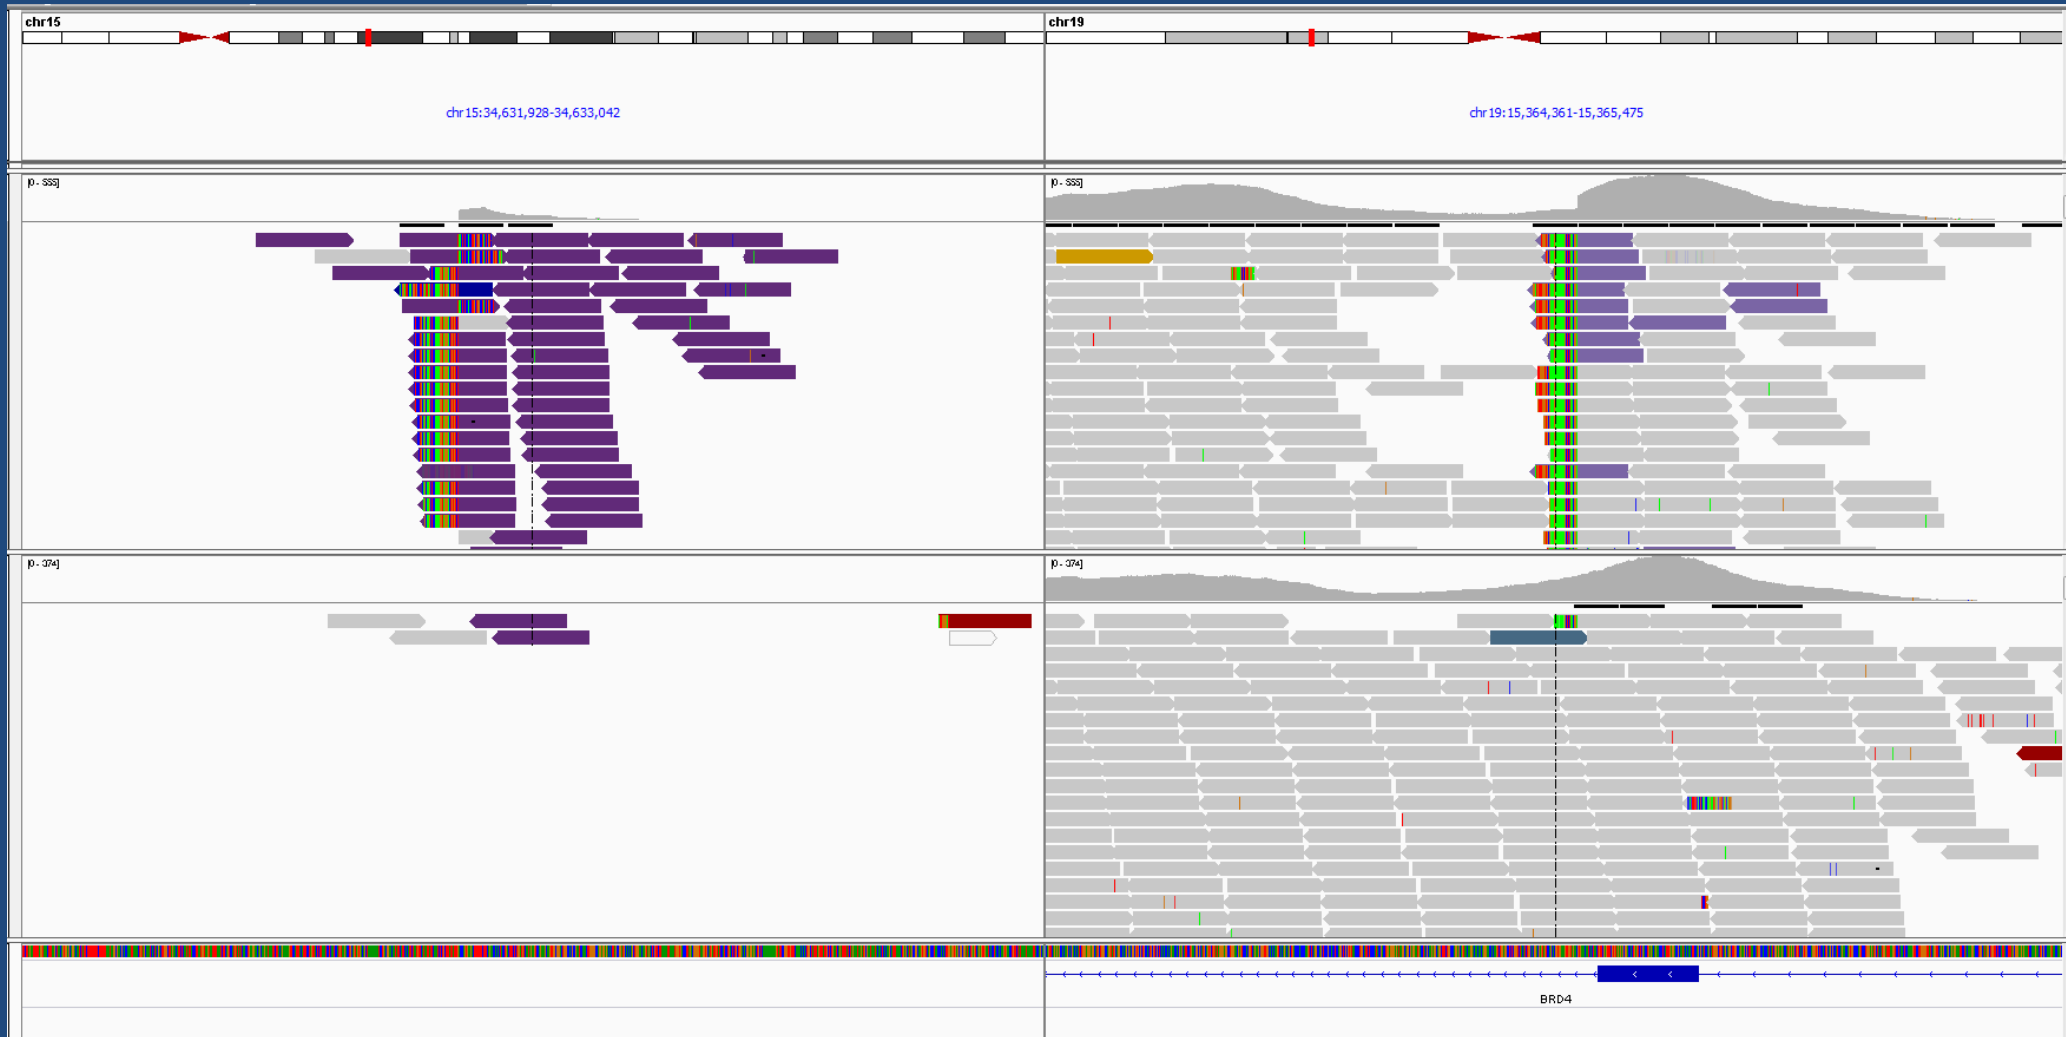 chr15
chr19
chr15:34,631,928-34,633,042
chr19:15,364,361-15,365,475
[0 - 555]
[0 - 555]
[0 - 374]
[0 - 374]
BRD4